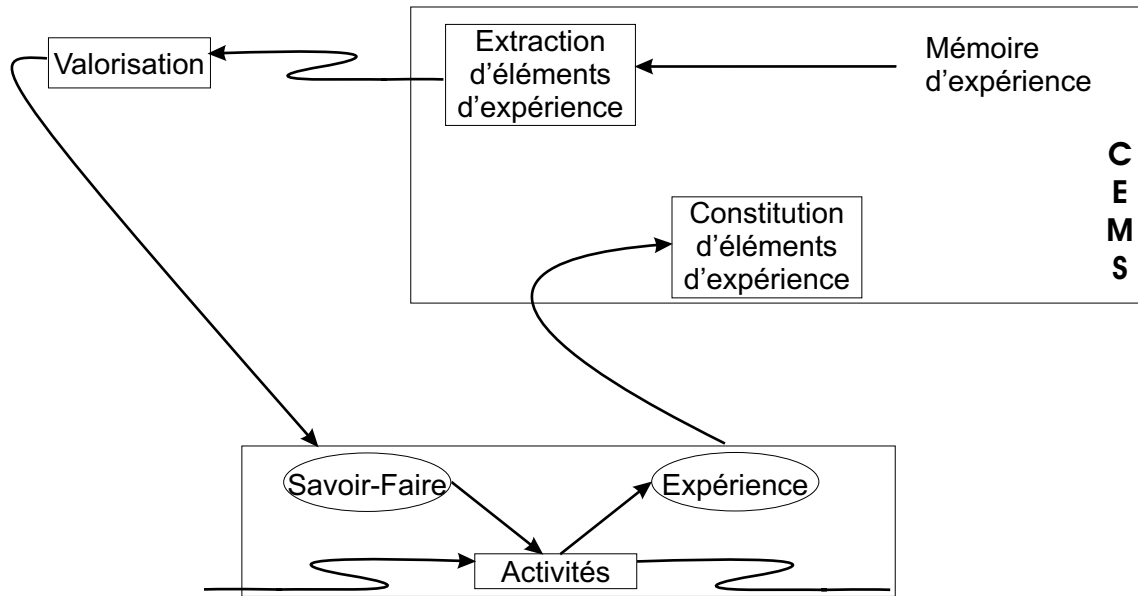 Valorisation
Extraction
d’éléments
d’expérience
Mémoire
d’expérience
C
E
M
S
Constitution
d’éléments
d’expérience
Savoir-Faire
Expérience
Activités